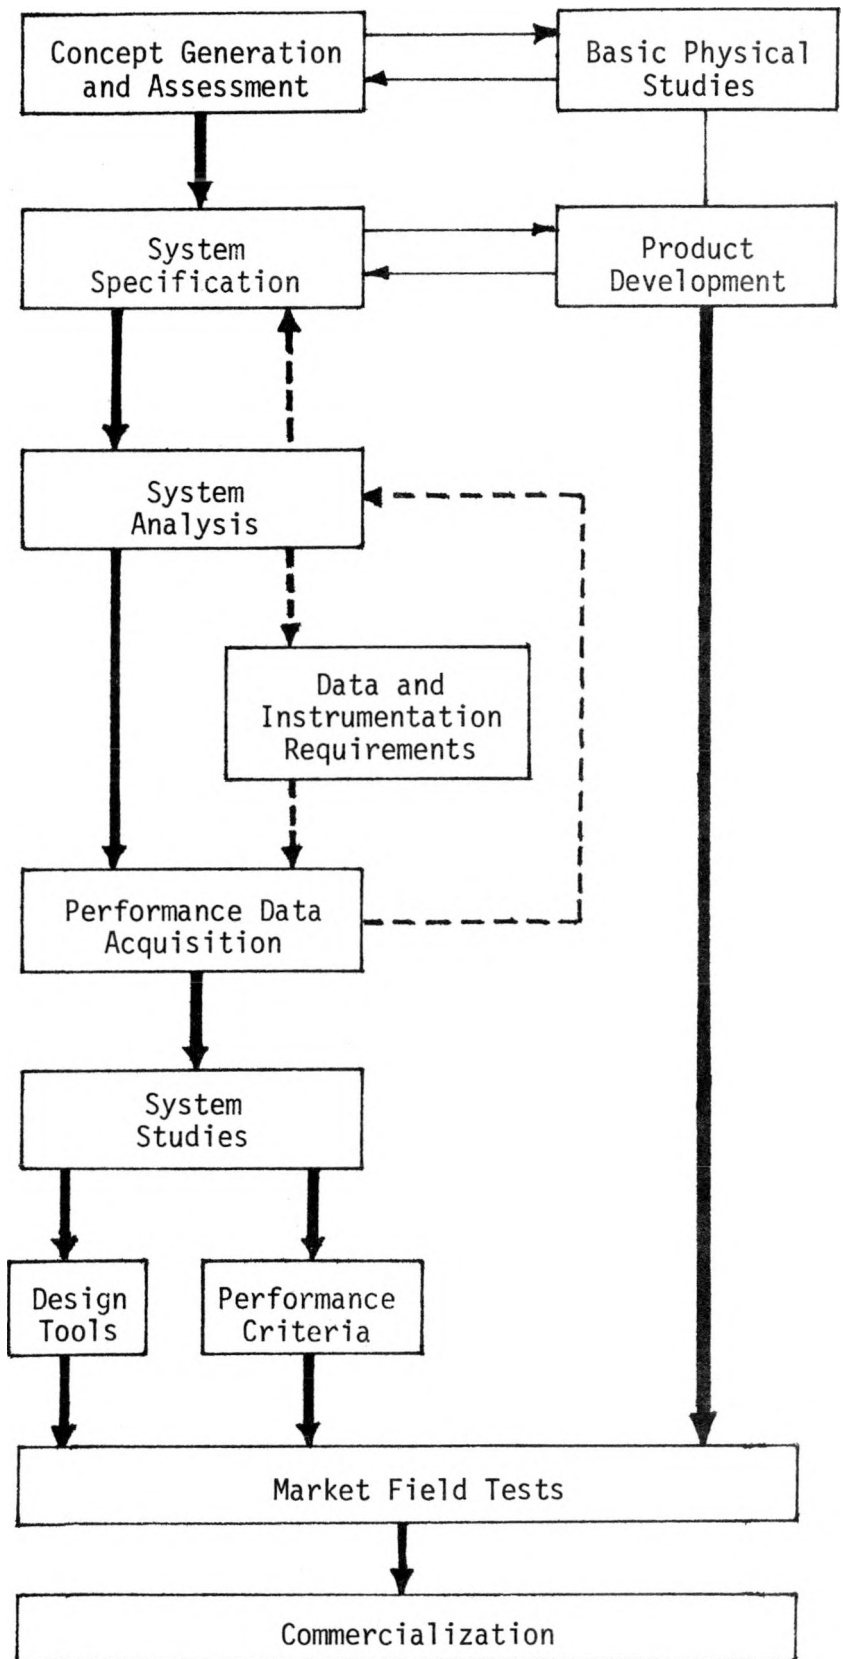 Concept Generation
and Assessment
Basic Physical
Studies
System
Specification
Product
Development
System
Analysis
Data and
Instrumentation
Requirements
Performance Data
Acquisition
System
Studies
Design
Tools
Performance
Criteria
Market Field Tests
Commercialization